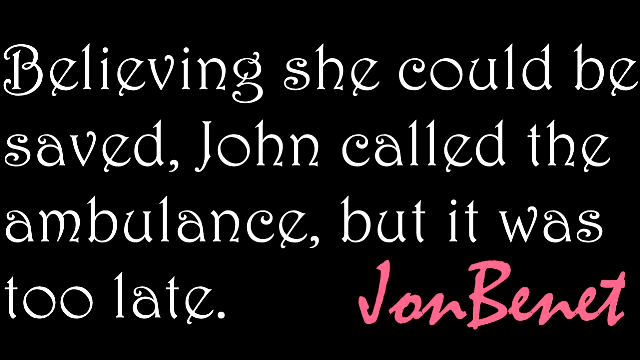 Believing she could be
saved, John called the
ambulance, but it was
too late.
JonBenet